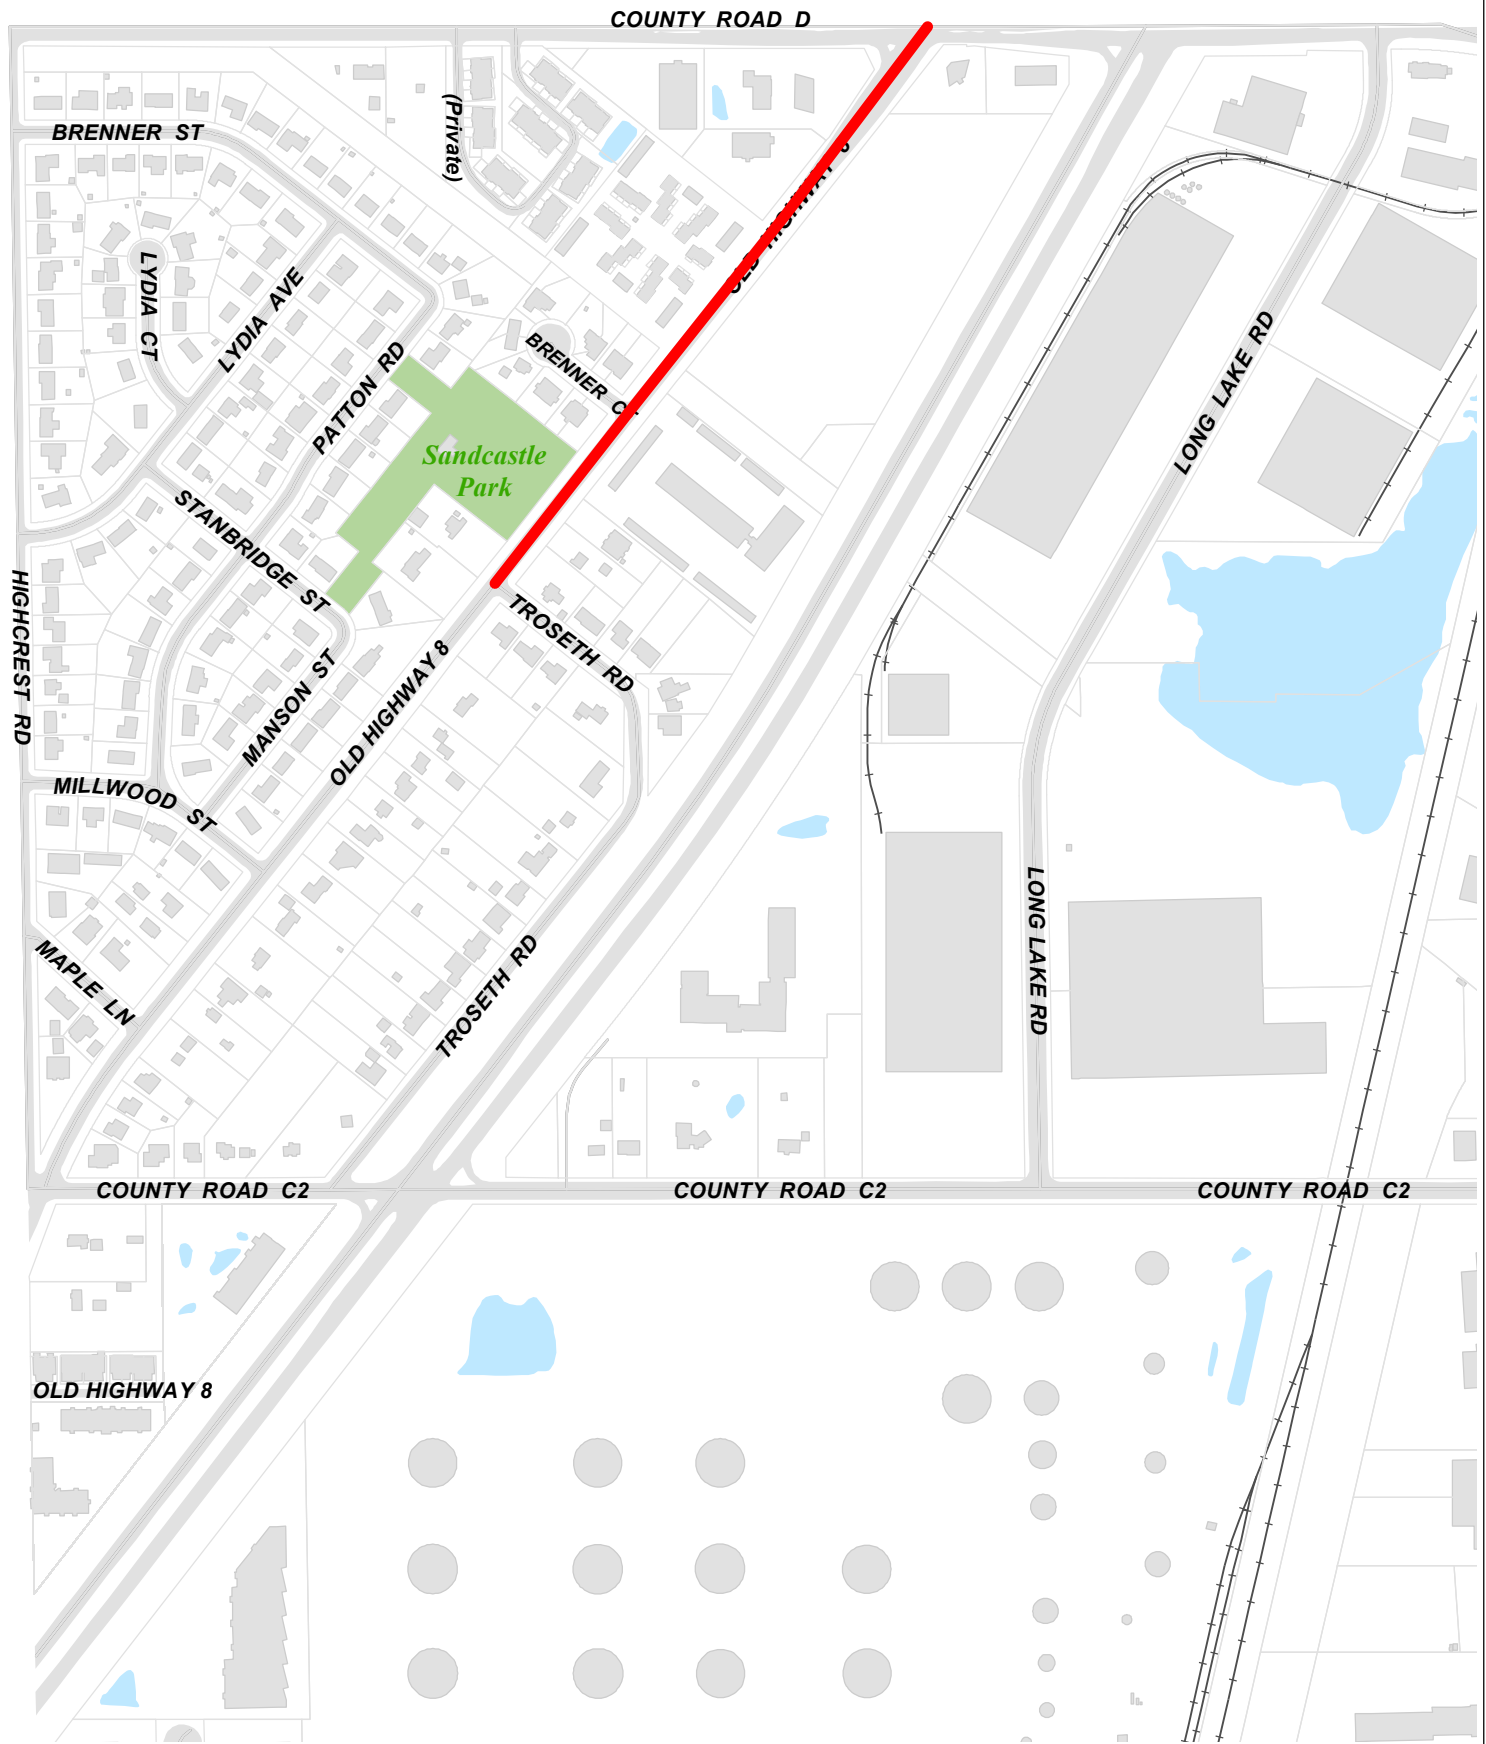 COUNTY ROAD D
BRENNER ST
(Private)
LYDIA CT
LYDIA AVE
PATTON RD
BRENNER
Sandcastle
Park
LONG LAKE RD
STANBRIDGE ST
HIGHCREST RD
TROSETH RD
MANSON ST
OLD HIGHWAY 8
MILLWOOD ST
LONG LAKE RD
MAPLE LN
TROSETH RD
COUNTY ROAD C2
COUNTY ROAD C2
COUNTY ROAD C2
OLD HIGHWAY 8